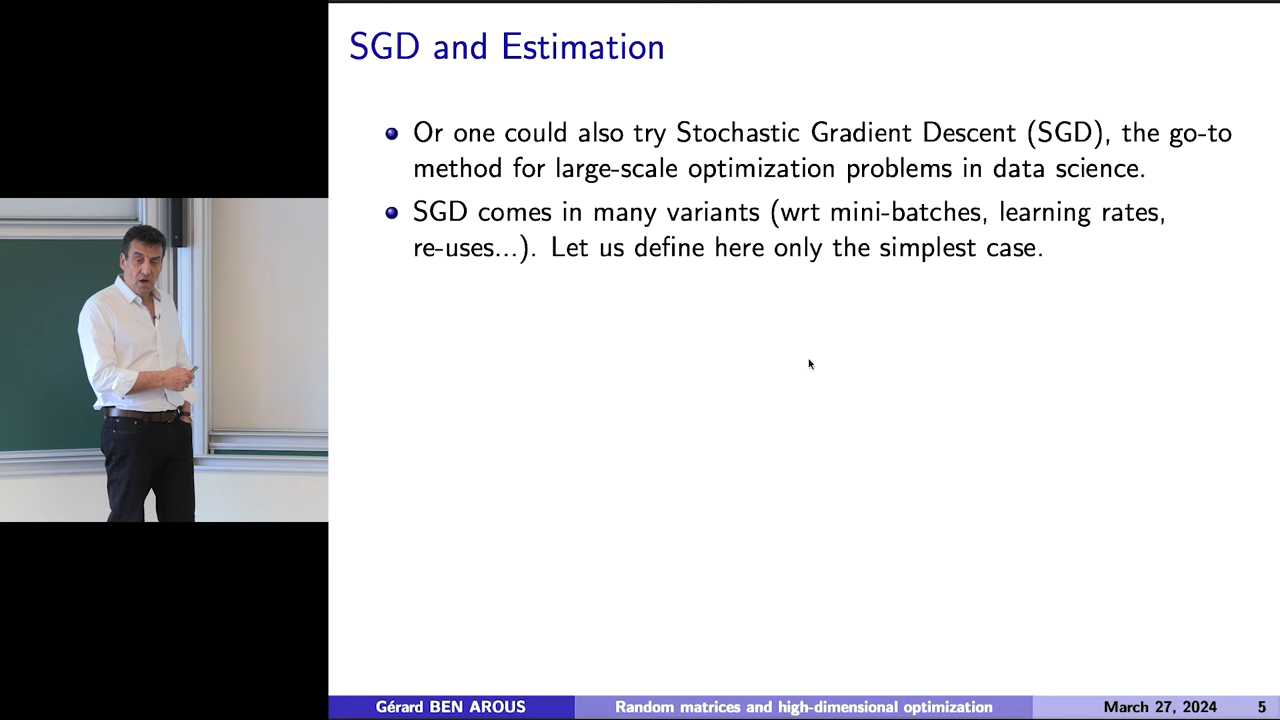 SGD and Estimation
Or one could also try Stochastic Gradient Descent (SGD), the go-to
method for large-scale optimization problems in data science.
SGD comes in many variants (wrt mini-batches, learning rates,
re-uses...). Let us define here only the simplest case.
Gérard BEN AROUS
Random matrices and high-dimensional optimization
March 27, 2024
5